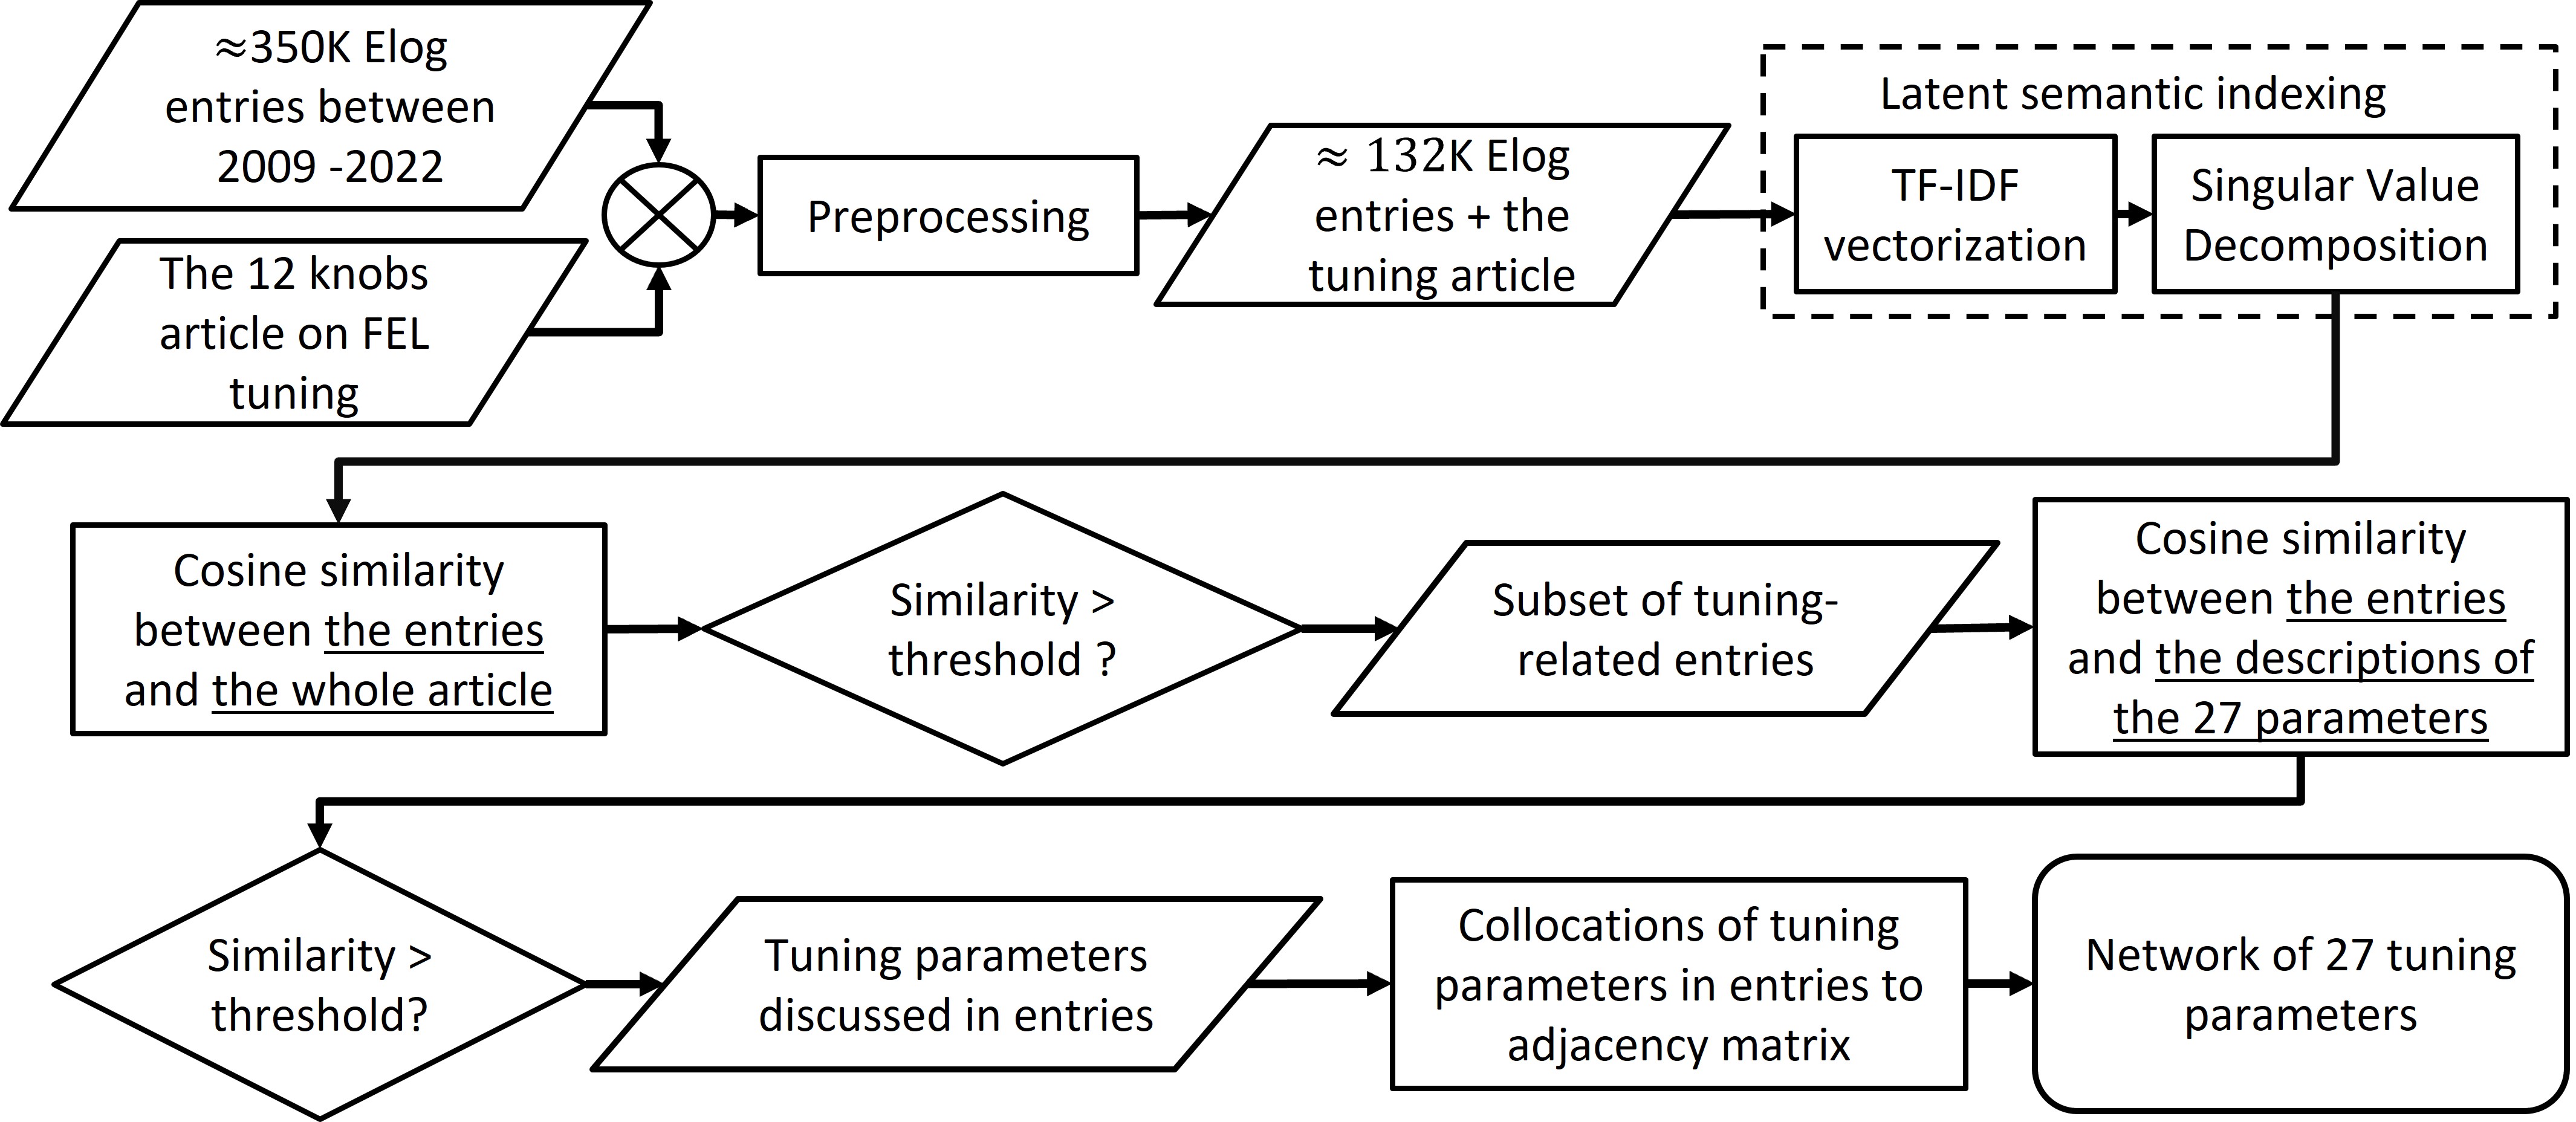 ≈350K Elog
entries between
2009 -2022
The 12 knobs
article on FEL
tuning
Preprocessing
≈ 132K Elog
entries + the
tuning article
Latent semantic indexing
TF-IDF
vectorization
Singular Value
Decomposition
Cosine similarity
between the entries
and the whole article
Similarity >
threshold ?
Subset of tuning-
related entries
Cosine similarity
between the entries
and the descriptions of
the 27 parameters
Similarity >
threshold?
Tuning parameters
discussed in entries
Collocations of tuning
parameters in entries to
adjacency matrix
Network of 27 tuning
parameters